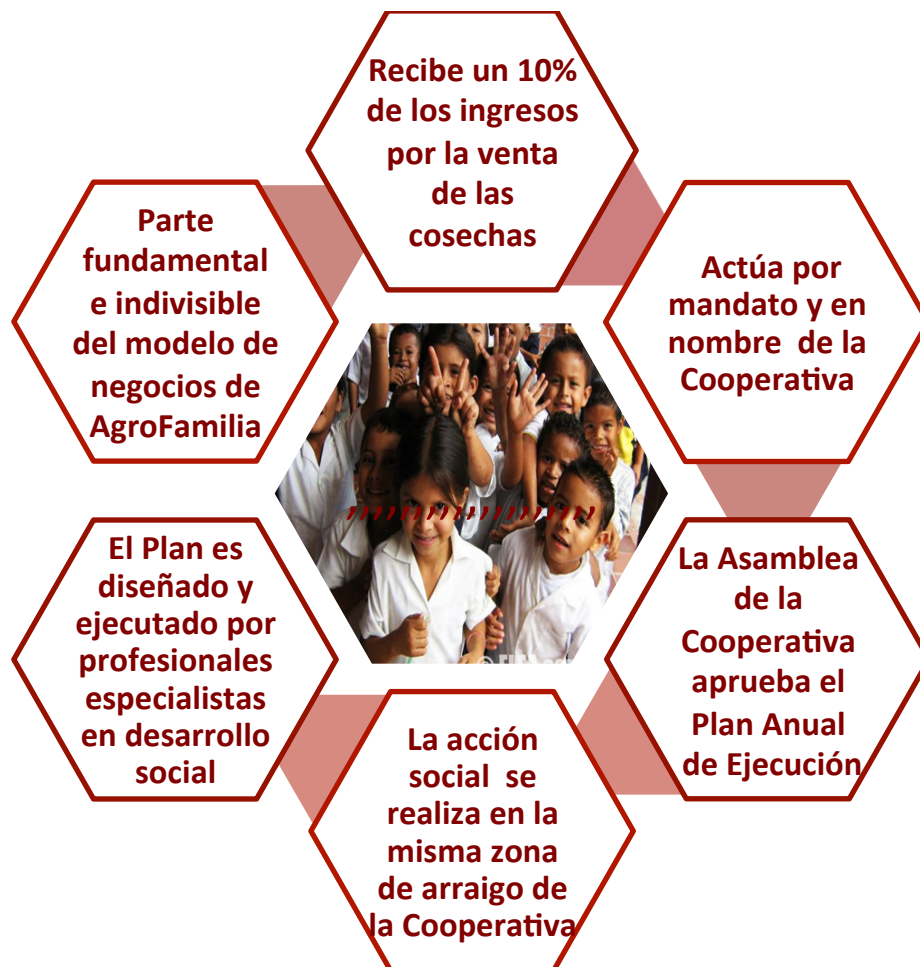 Recibe un 10%
de los ingresos
por la venta
de las
cosechas
Actúa por
mandato y en
nombre de la
Cooperativa
La Asamblea
de la
Cooperativa
aprueba el
Plan Anual
de Ejecución
La acción
social se
realiza en la
misma zona
de arraigo de
la Cooperativa
El Plan es
diseñado y
ejecutado por
profesionales
especialistas
en desarrollo
social
Parte
fundamental
e indivisible
del modelo de
negocios de
AgroFamilia
,,,,,,,,,,,,,,,,,,,